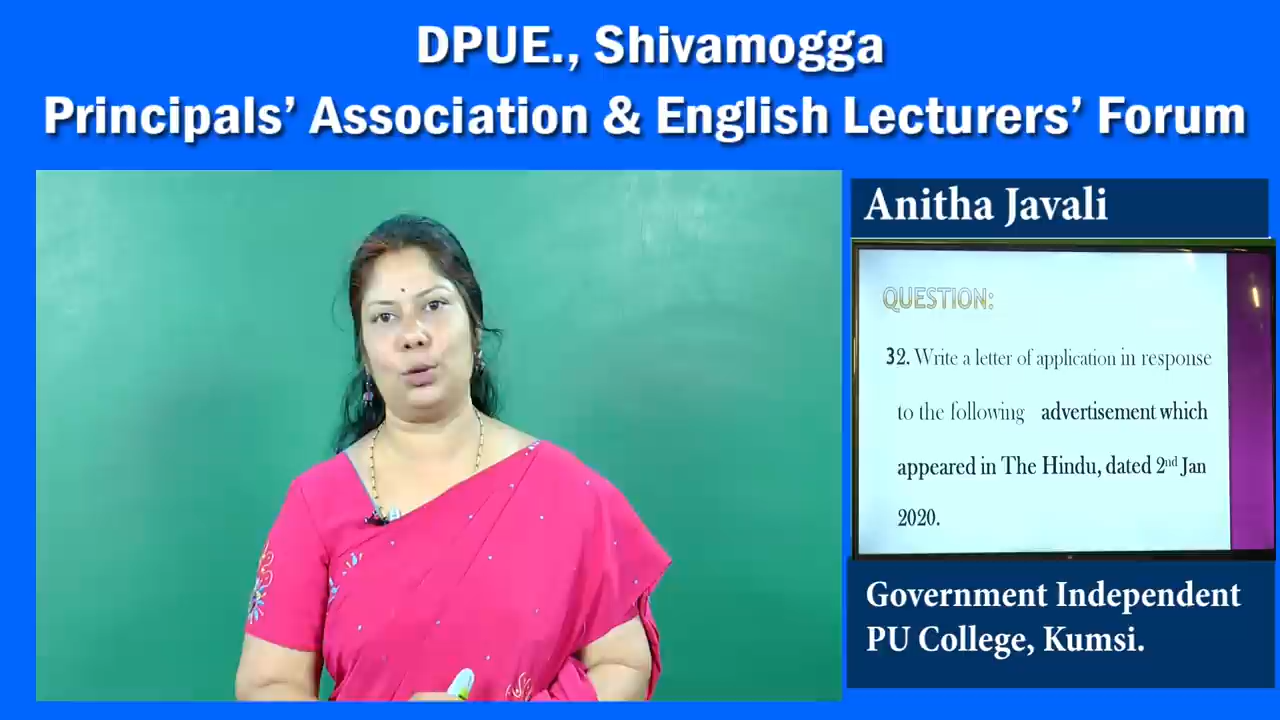 DPUE., Shivamogga
Principals’ Association & English Lecturers’ Forum
Anitha Javali
QUESTION:
32. Write a letter of application in response
to the following advertisement which
appeared in The Hindu, dated 2nd Jan
2020.
Government Independent
PU College, Kumsi.